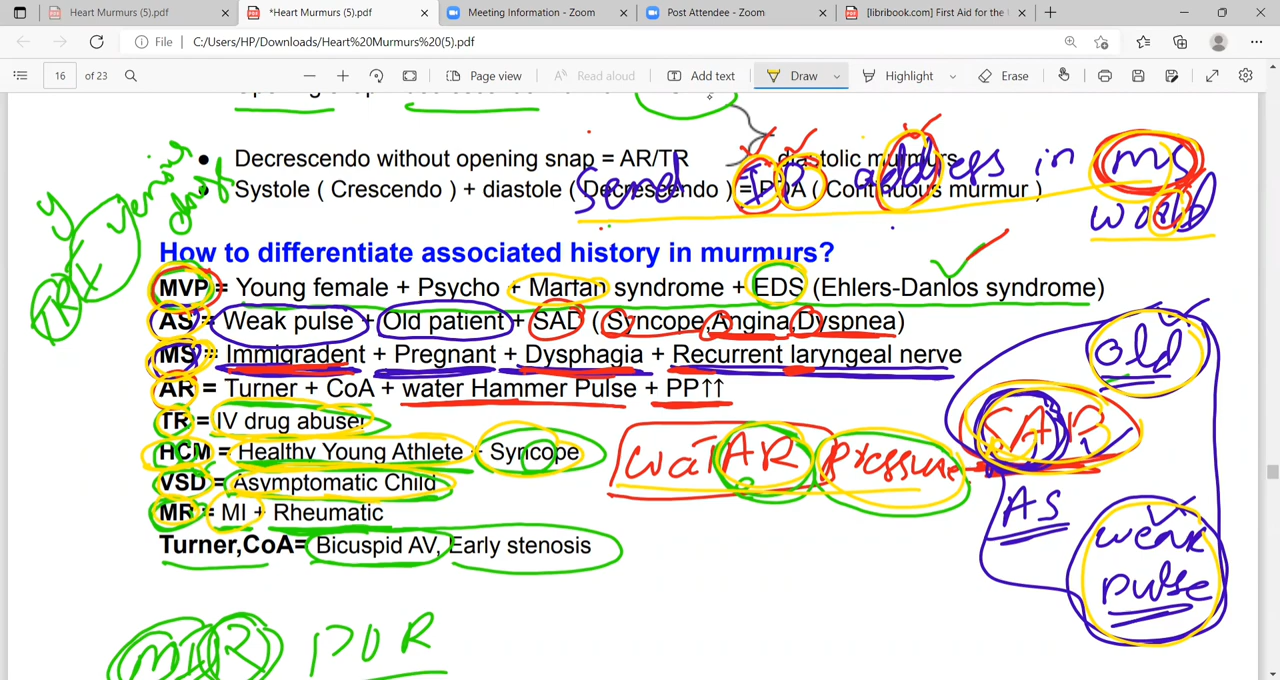 Heart Murmurs (5).pdf
*Heart Murmurs (5).pdf
Meeting Information - Zoom
Post Attendee - Zoom
[libribook.com] First Aid for the
File C:/Users/HP/Downloads/Heart%20Murmurs%20(5).pdf
16 of 23
Page view
Read aloud
Add text
Draw
Highlight
Erase
Decrescendo without opening snap = AR/TR diastolic murmurs
Send IP address in ms
Systole ( Crescendo ) + diastole ( Decrescendo ) = PDA ( Continuous murmur )
world
How to differentiate associated history in murmurs?
MVP = Young female + Psycho + Marfan syndrome + EDS (Ehlers-Danlos syndrome)
AS = Weak pulse + Old patient + SAD ( Syncope,Angina,Dyspnea)
MS = Immigradent + Pregnant + Dysphagia + Recurrent laryngeal nerve
AR = Turner + CoA + water Hammer Pulse + PP↑↑
TR = IV drug abuser
HCM = Healthy Young Athlete + Syncope
VSD = Asymptomatic Child
MR = MI + Rheumatic
Turner,CoA= Bicuspid AV, Early stenosis
old
SAD
watAR pressure
AS
weak
pulse